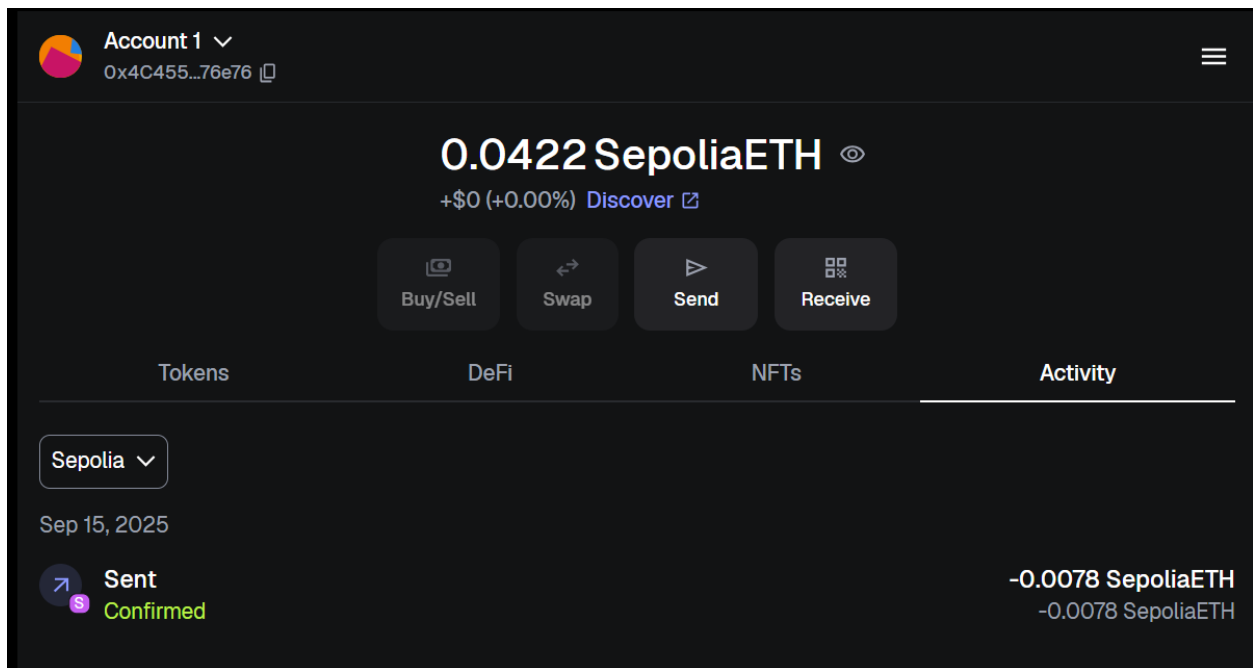 Account 1
0x4C455...76e76
0.0422 SepoliaETH
+$0 (+0.00%) Discover
Buy/Sell Swap Send Receive
Tokens DeFi NFTs Activity
Sepolia
Sep 15, 2025
Sent -0.0078 SepoliaETH
S Confirmed -0.0078 SepoliaETH